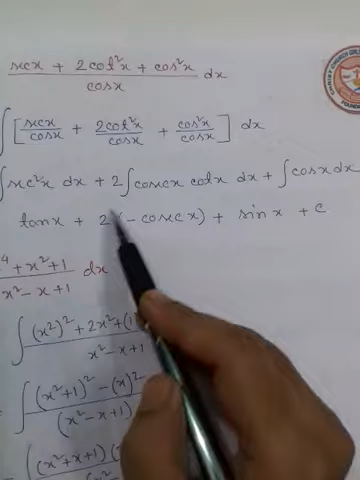 secx + 2cot²x + cos²x / cosx dx
∫ [ secx/cosx + 2cot²x/cosx + cos²x/cosx ] dx
∫ sec²x dx + 2∫ cosecx cotx dx + ∫ cosx dx
tanx + 2(-cosecx) + sinx + c
⁴ + x² + 1 / x² - x + 1 dx
∫ (x²)² + 2x² + (1 / x² - x + 1
∫ (x²+1)² - (x)² / (x² - x + 1)
(x² + x + 1) (